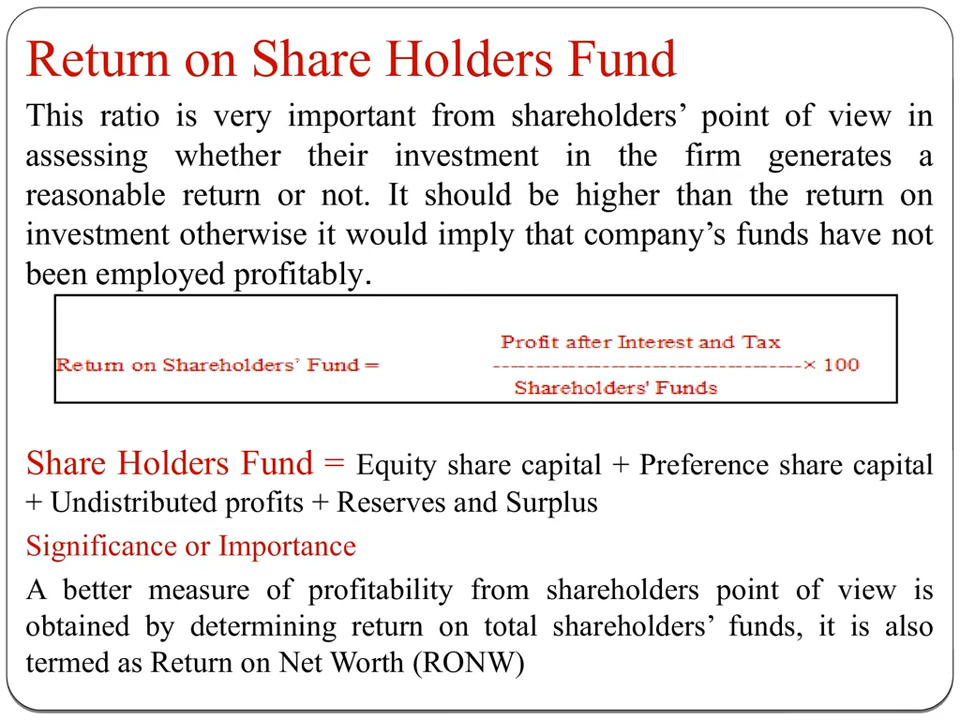 Return on Share Holders Fund
This ratio is very important from shareholders’ point of view in
assessing whether their investment in the firm generates a
reasonable return or not. It should be higher than the return on
investment otherwise it would imply that company’s funds have not
been employed profitably.
Profit after Interest and Tax
Return on Shareholders’ Fund = ------------------------------------× 100
Shareholders' Funds
Share Holders Fund = Equity share capital + Preference share capital
+ Undistributed profits + Reserves and Surplus
Significance or Importance
A better measure of profitability from shareholders point of view is
obtained by determining return on total shareholders’ funds, it is also
termed as Return on Net Worth (RONW)